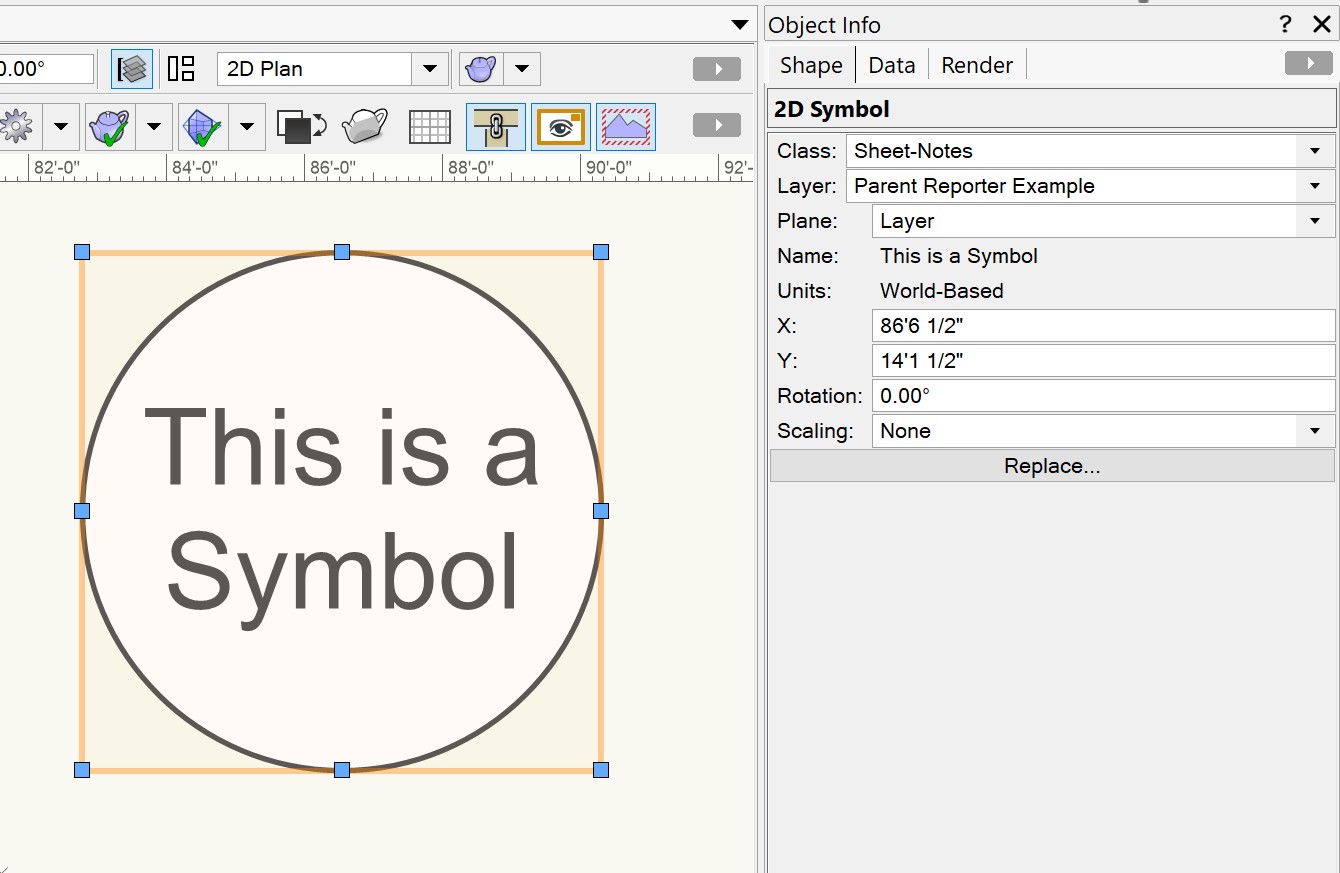 Object Info
?
0.00°
2D Plan
Shape
Data
Render
2D Symbol
82'-0"
84'-0"
86'-0"
88'-0"
90'-0"
92'-
Class: Sheet-Notes
Layer: Parent Reporter Example
Plane: Layer
Name: This is a Symbol
Units: World-Based
X: 86'6 1/2"
Y: 14'1 1/2"
Rotation: 0.00°
Scaling: None
Replace...
This is a
Symbol